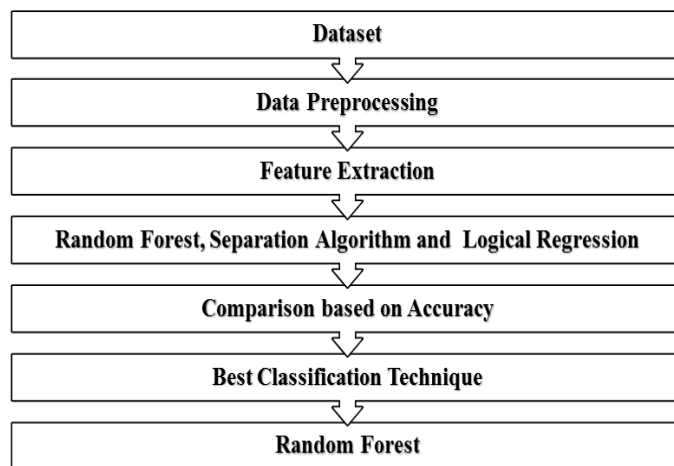 Dataset
Data Preprocessing
Feature Extraction
Random Forest, Separation Algorithm and Logical Regression
Comparison based on Accuracy
Best Classification Technique
Random Forest